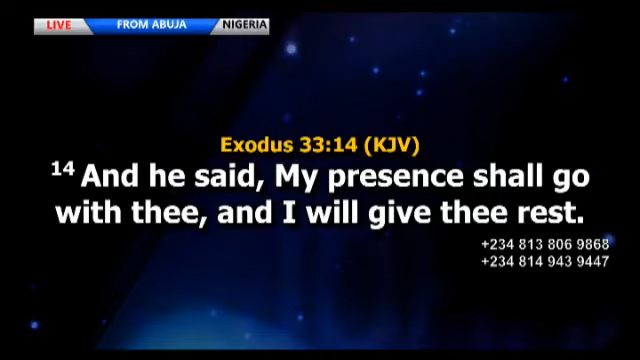 LIVE FROM ABUJA NIGERIA
Exodus 33:14 (KJV)
14 And he said, My presence shall go
with thee, and I will give thee rest.
+234 813 806 9868
+234 814 943 9447